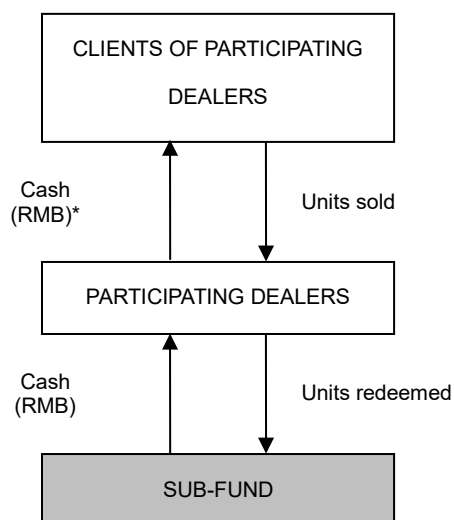 CLIENTS OF PARTICIPATING
DEALERS
Cash
(RMB)*
Units sold
PARTICIPATING DEALERS
Cash
(RMB)
Units redeemed
SUB-FUND